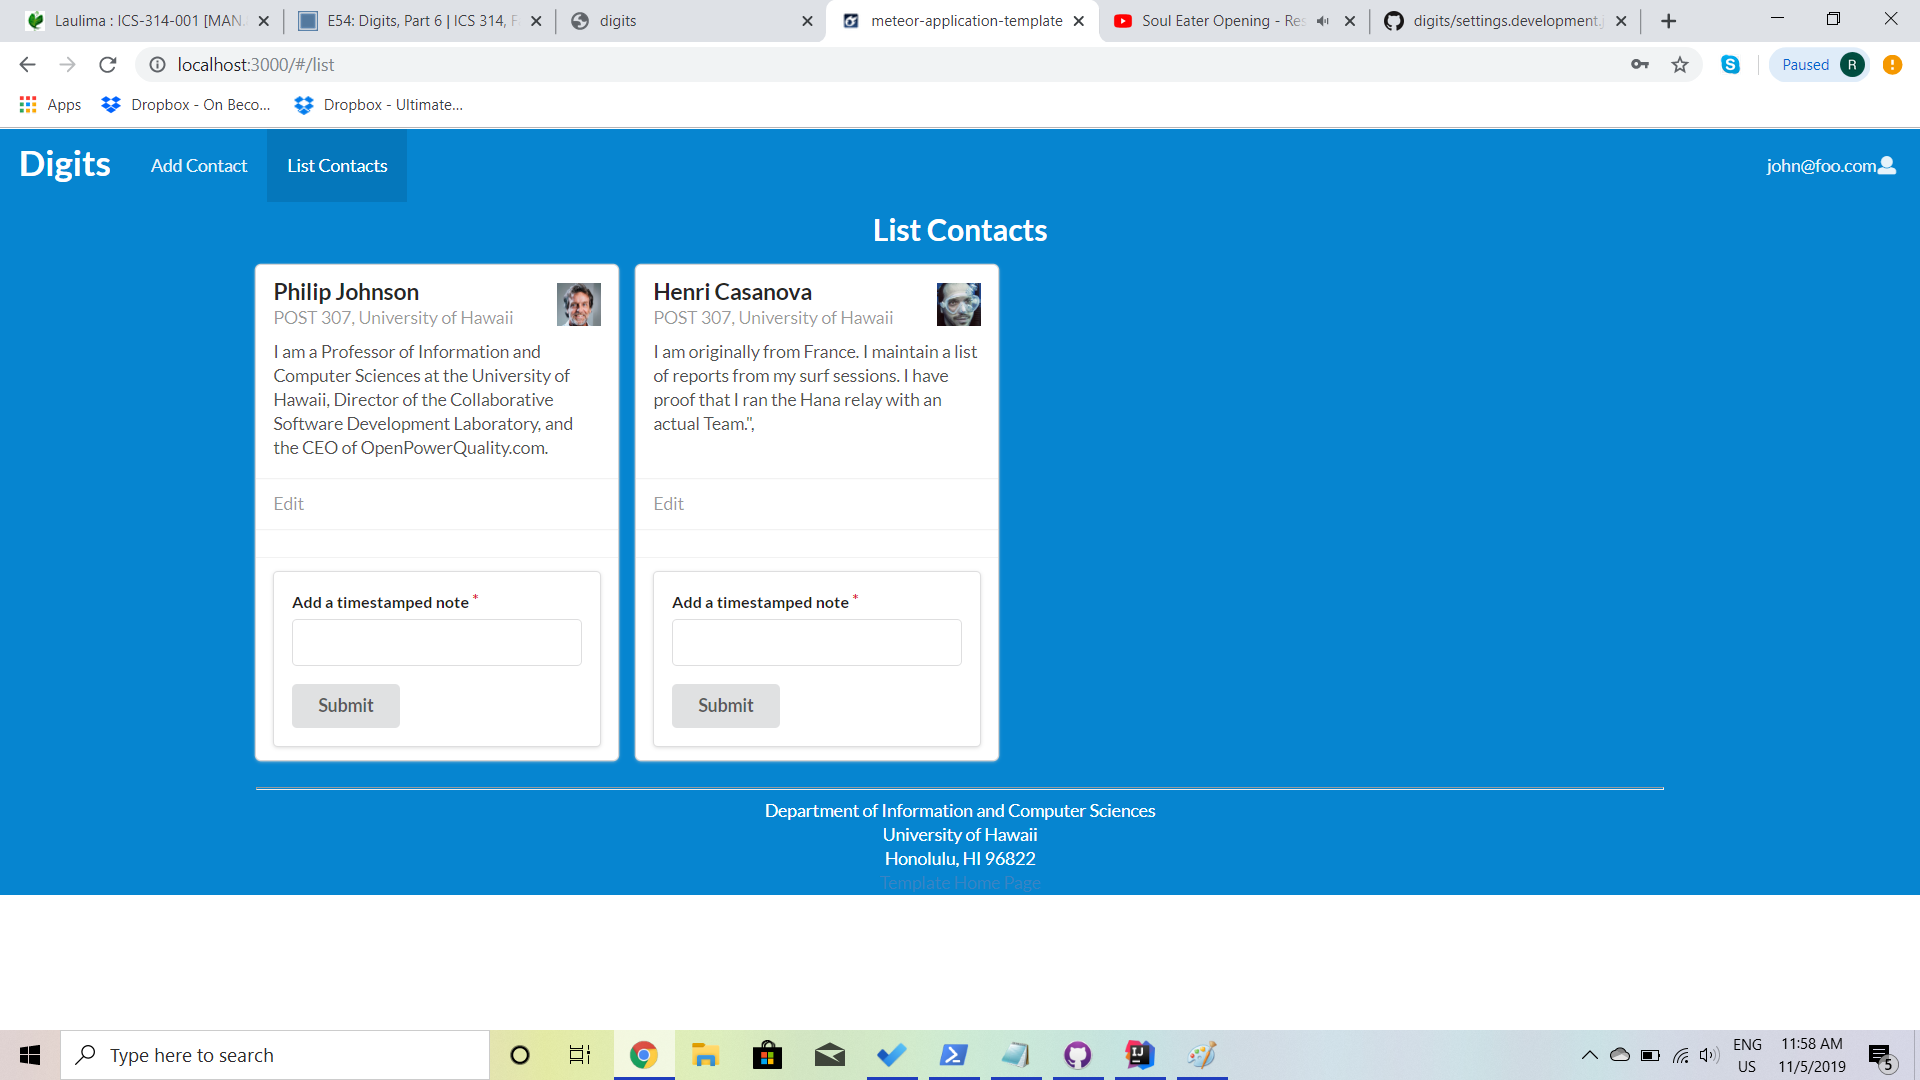 Laulima : ICS-314-001 [MAN.
E54: Digits, Part 6 | ICS 314, F
digits
meteor-application-template
Soul Eater Opening - Res
digits/settings.development.j
localhost:3000/#/list
Paused
R
Apps
Dropbox - On Beco...
Dropbox - Ultimate...
Digits
Add Contact
List Contacts
john@foo.com
List Contacts
Philip Johnson
POST 307, University of Hawaii
I am a Professor of Information and
Computer Sciences at the University of
Hawaii, Director of the Collaborative
Software Development Laboratory, and
the CEO of OpenPowerQuality.com.
Edit
Add a timestamped note *
Submit
Henri Casanova
POST 307, University of Hawaii
I am originally from France. I maintain a list
of reports from my surf sessions. I have
proof that I ran the Hana relay with an
actual Team.",
Edit
Add a timestamped note *
Submit
Department of Information and Computer Sciences
University of Hawaii
Honolulu, HI 96822
Template Home Page
Type here to search
ENG
US
11:58 AM
11/5/2019
5